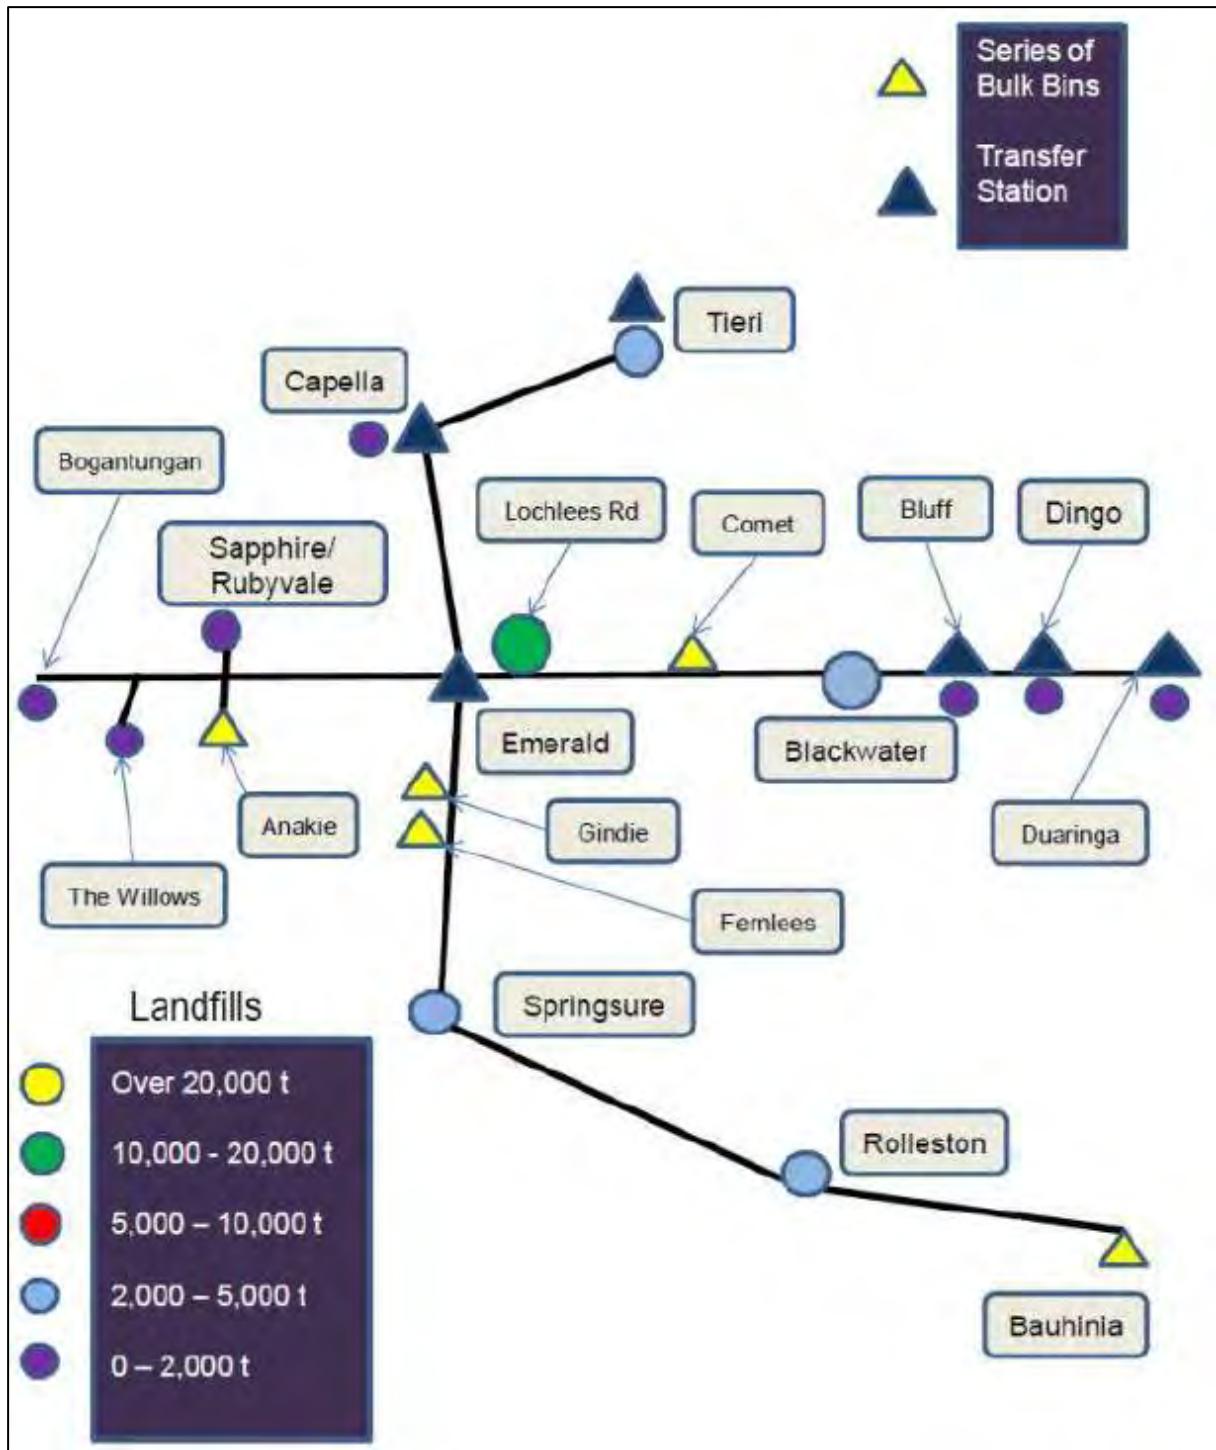 Series of
Bulk Bins
Transfer
Station
Tieri
Capella
Bogantungan
Sapphire/
Rubyvale
Lochlees Rd
Comet
Bluff
Dingo
Emerald
Blackwater
Anakie
Gindie
Duaringa
The Willows
Fernlees
Springsure
Landfills
Over 20,000 t
10,000 - 20,000 t
5,000 – 10,000 t
2,000 – 5,000 t
0 – 2,000 t
Rolleston
Bauhinia